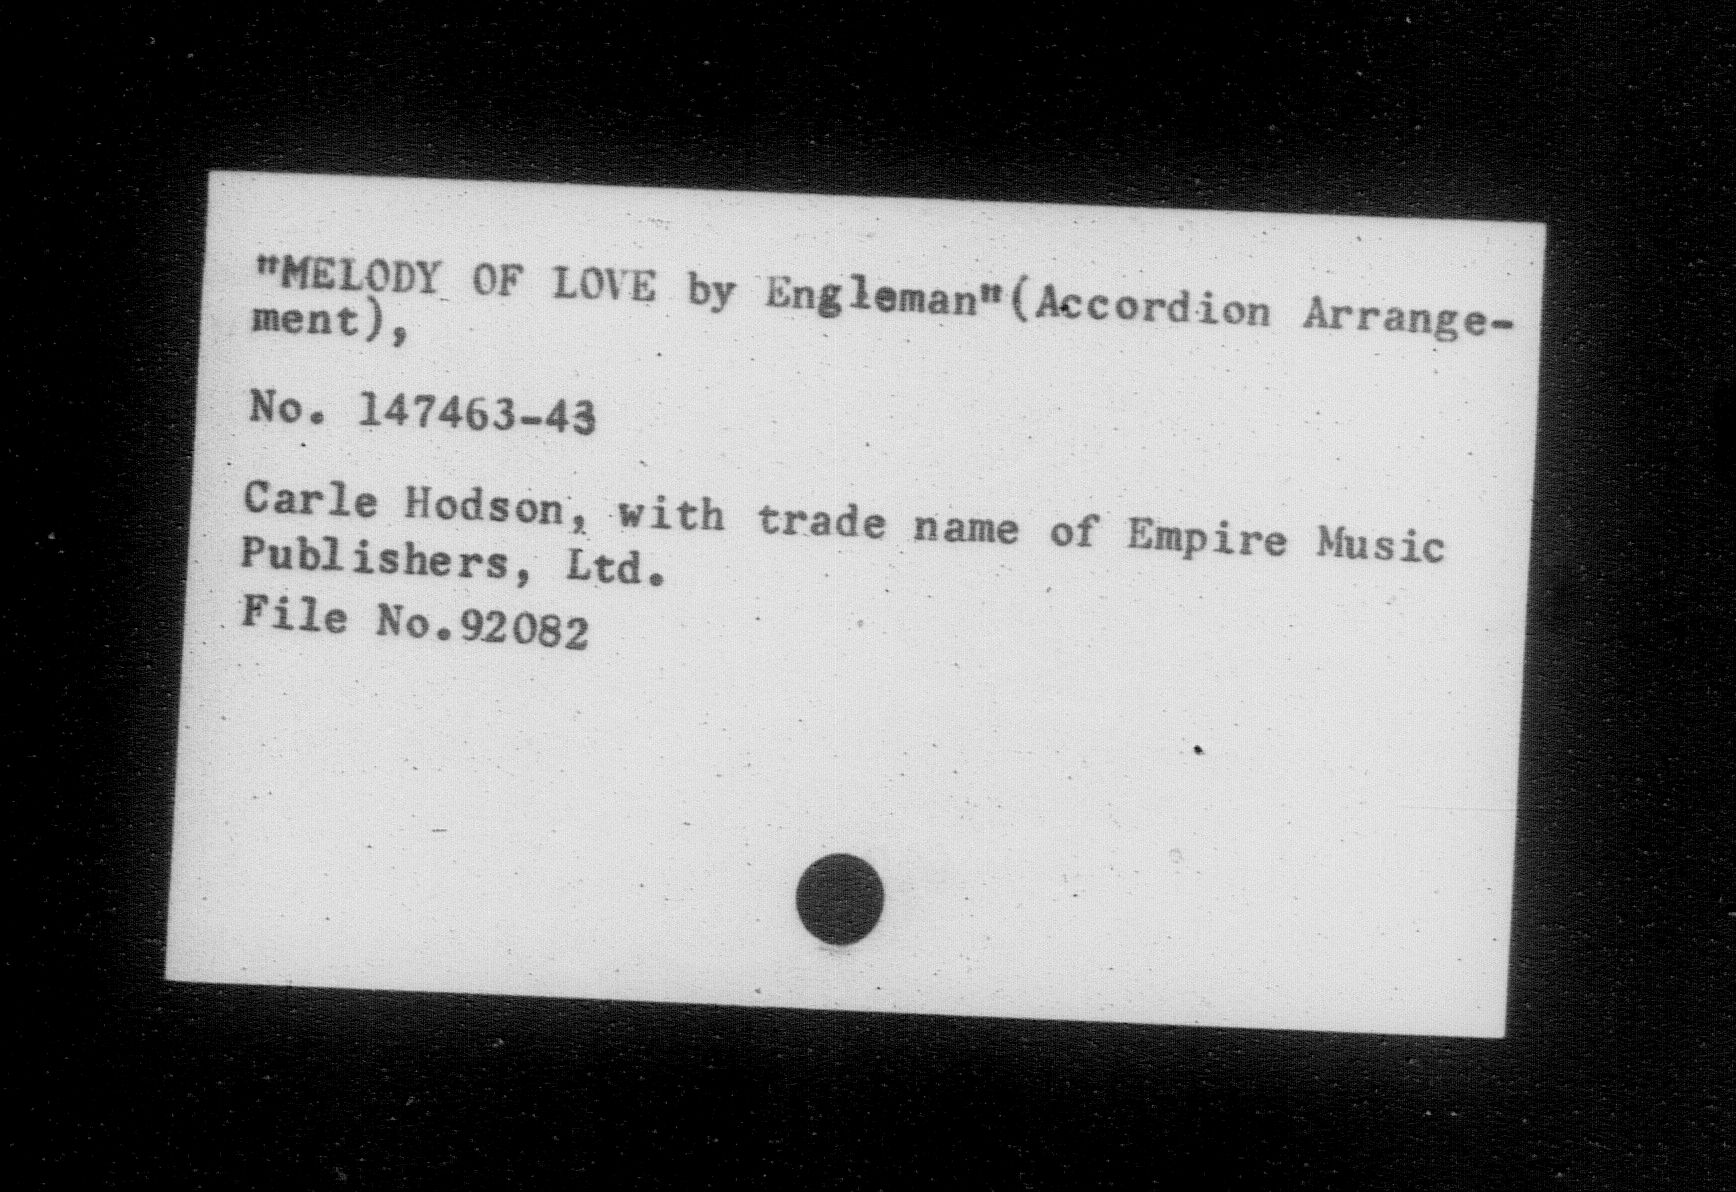 "MELODY OF LOVE by Engleman"(Accordion Arrange-
ment),
No. 147463-43
Carle Hodson, with trade name of Empire Music
Publishers, Ltd.
File No.92082